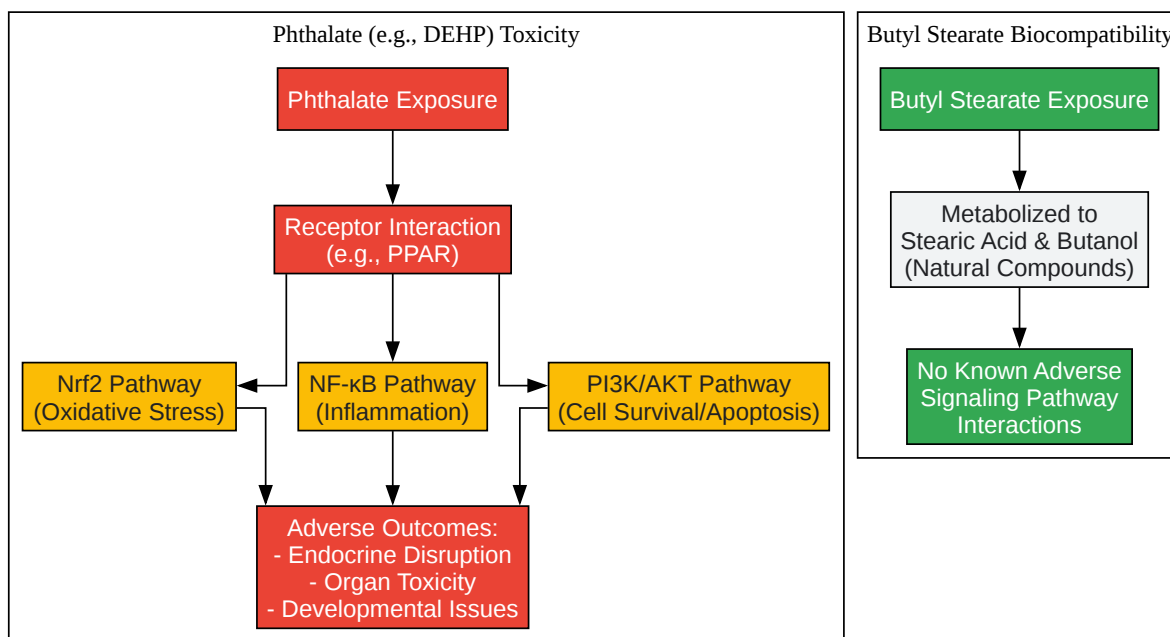 Phthalate (e.g., DEHP) Toxicity
Phthalate Exposure
Receptor Interaction
(e.g., PPAR)
Nrf2 Pathway
(Oxidative Stress)
NF-κB Pathway
(Inflammation)
PI3K/AKT Pathway
(Cell Survival/Apoptosis)
Adverse Outcomes:
- Endocrine Disruption
- Organ Toxicity
- Developmental Issues
Butyl Stearate Biocompatibility
Butyl Stearate Exposure
Metabolized to
Stearic Acid & Butanol
(Natural Compounds)
No Known Adverse
Signaling Pathway
Interactions